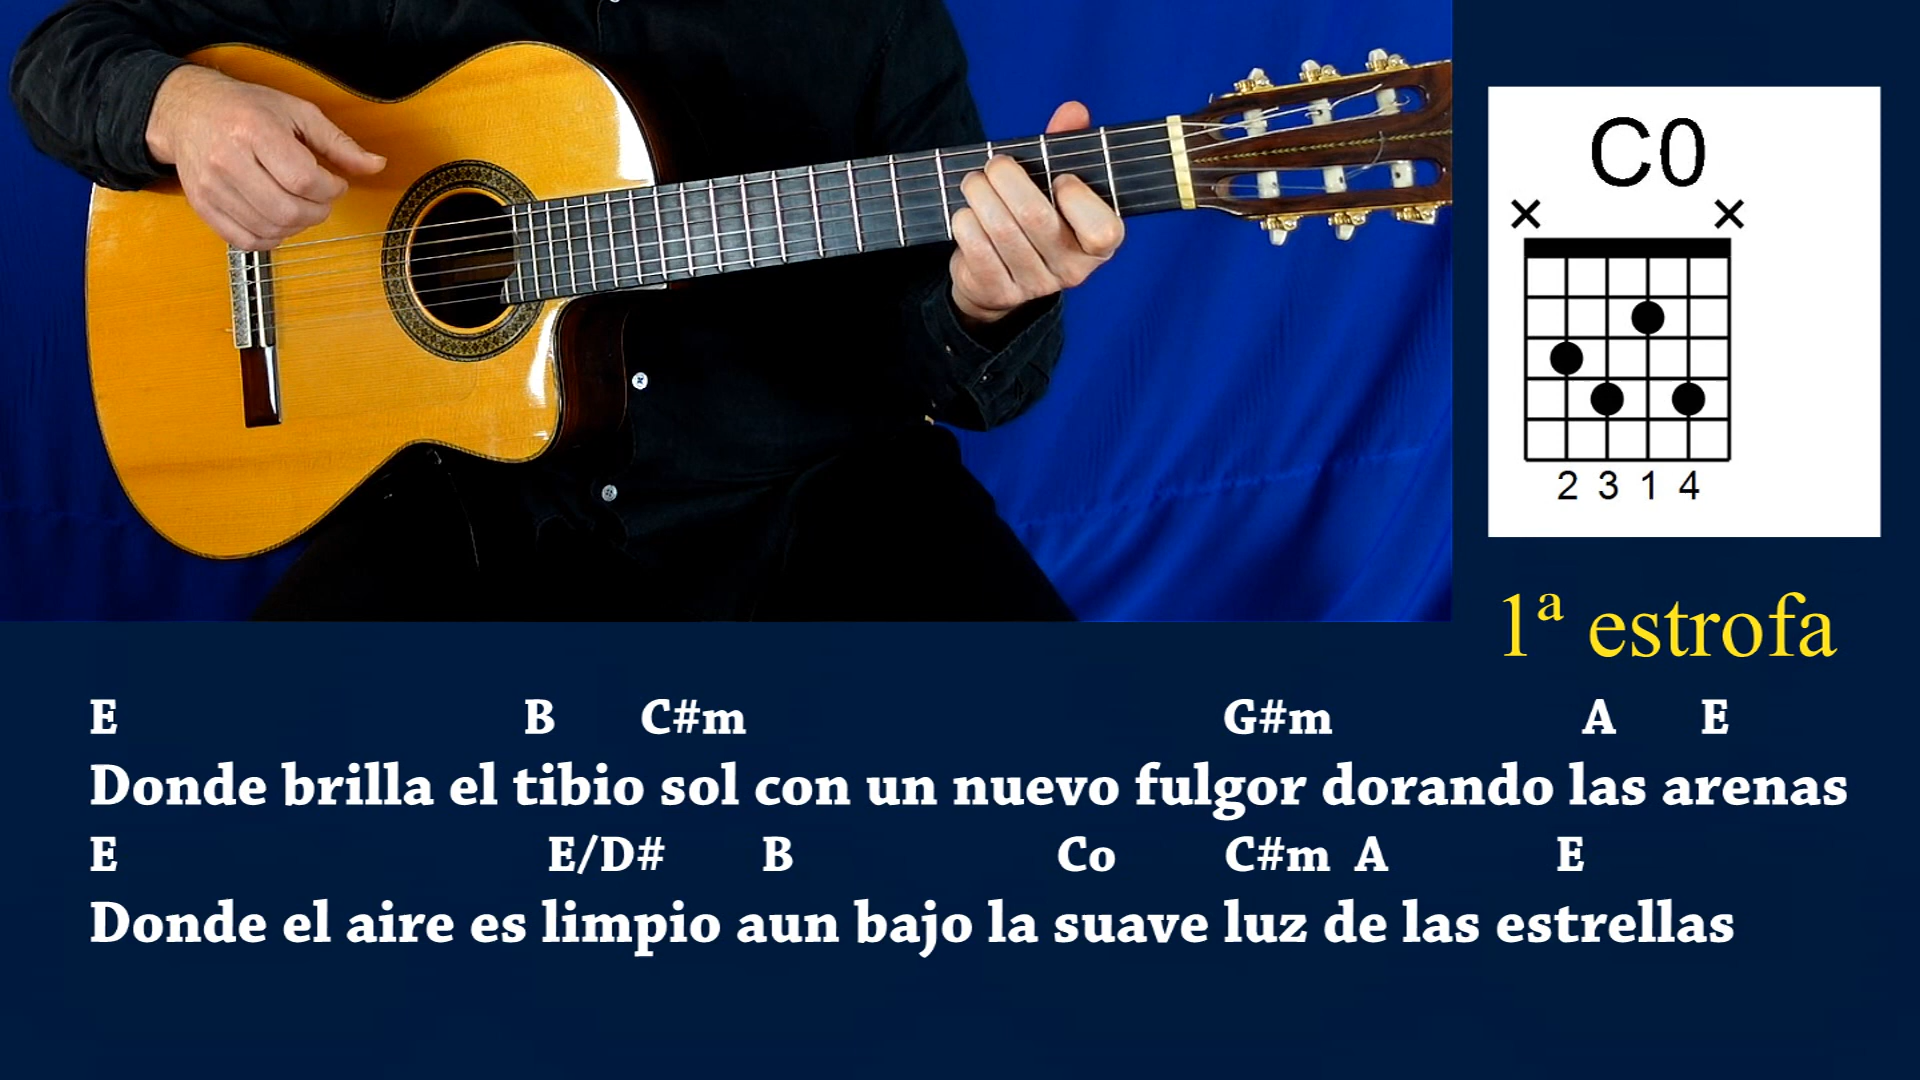 C0
× ×
2 3 1 4
1ª estrofa
E B C#m G#m A E
Donde brilla el tibio sol con un nuevo fulgor dorando las arenas
E E/D# B Co C#m A E
Donde el aire es limpio aun bajo la suave luz de las estrellas